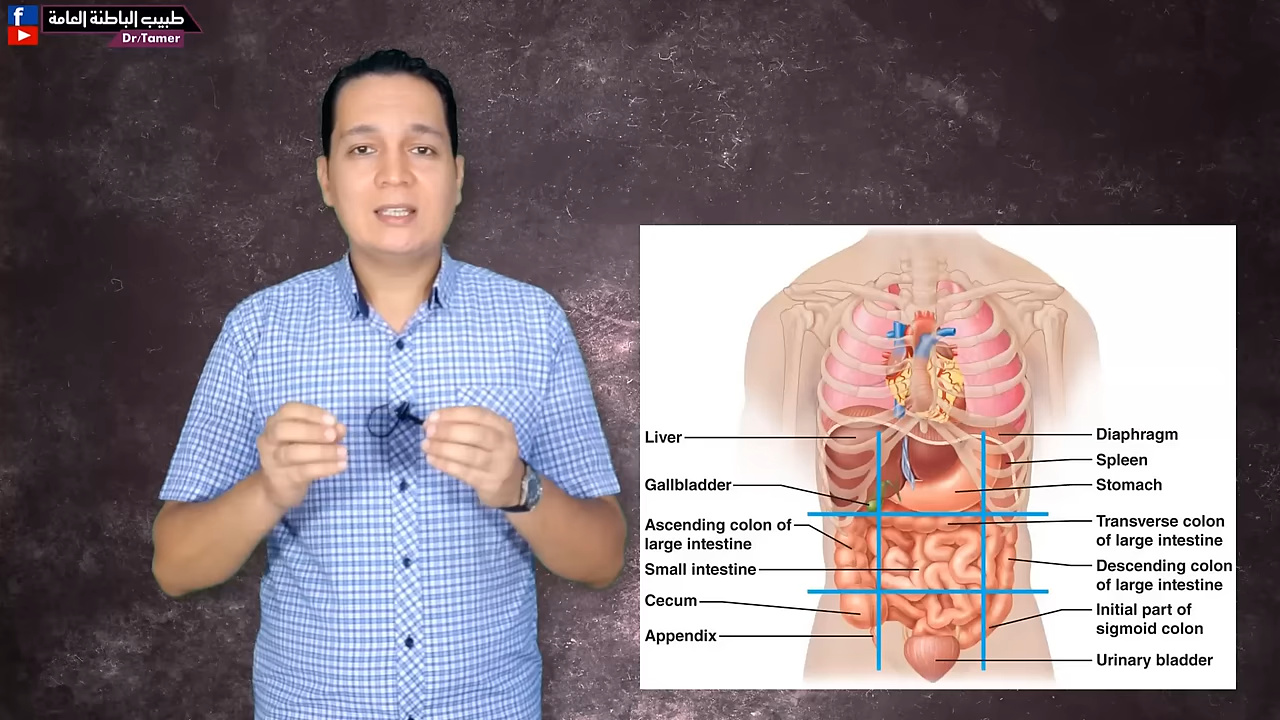 طبيب الباطنة العامة
Dr/Tamer
Liver
Gallbladder
Ascending colon of
large intestine
Small intestine
Cecum
Appendix
Diaphragm
Spleen
Stomach
Transverse colon
of large intestine
Descending colon
of large intestine
Initial part of
sigmoid colon
Urinary bladder